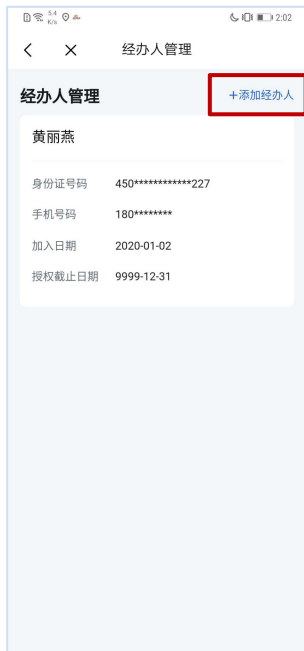 5.4 K/s 2:02
经办人管理
经办人管理 +添加经办人
黄丽燕
身份证号码 450************227
手机号码 180********
加入日期 2020-01-02
授权截止日期 9999-12-31